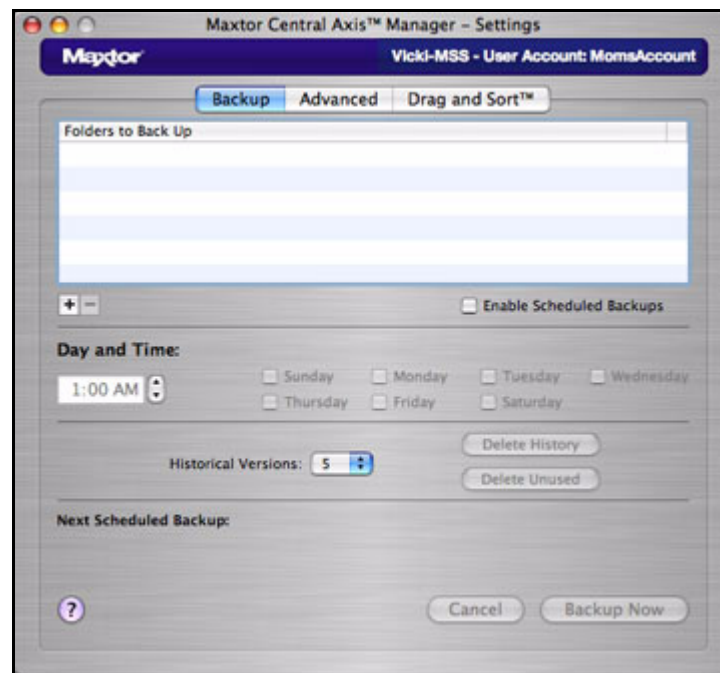 Maxtor Central Axis™ Manager – Settings
Maxtor Vicki-MSS - User Account: MomsAccount
Backup Advanced Drag and Sort™
Folders to Back Up
+ − Enable Scheduled Backups
Day and Time:
1:00 AM Sunday Monday Tuesday Wednesday
Thursday Friday Saturday
Historical Versions: 5 Delete History
Delete Unused
Next Scheduled Backup:
? Cancel Backup Now